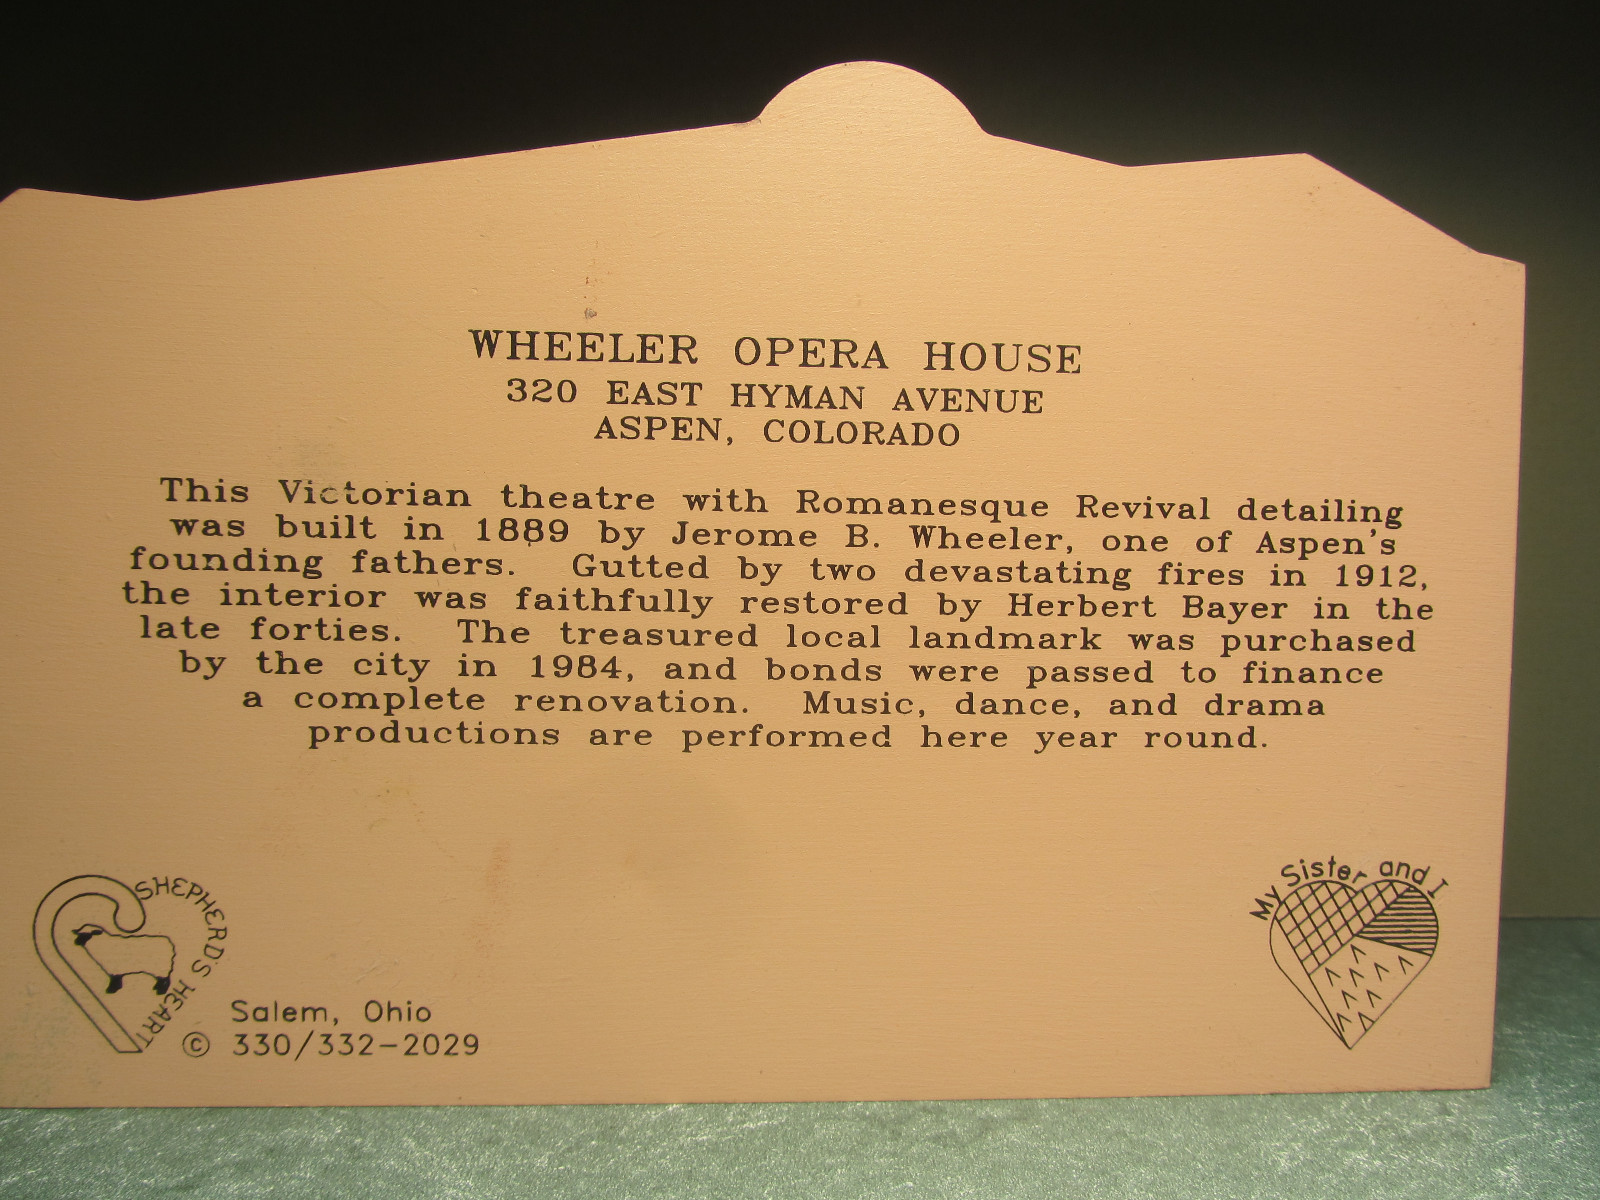 WHEELER OPERA HOUSE
320 EAST HYMAN AVENUE
ASPEN, COLORADO
This Victorian theatre with Romanesque Revival detailing
was built in 1889 by Jerome B. Wheeler, one of Aspen's
founding fathers. Gutted by two devastating fires in 1912,
the interior was faithfully restored by Herbert Bayer in the
late forties. The treasured local landmark was purchased
by the city in 1984, and bonds were passed to finance
a complete renovation. Music, dance, and drama
productions are performed here year round.
SHEPHERD'S HEART
Salem, Ohio
© 330/332-2029
My Sister and I